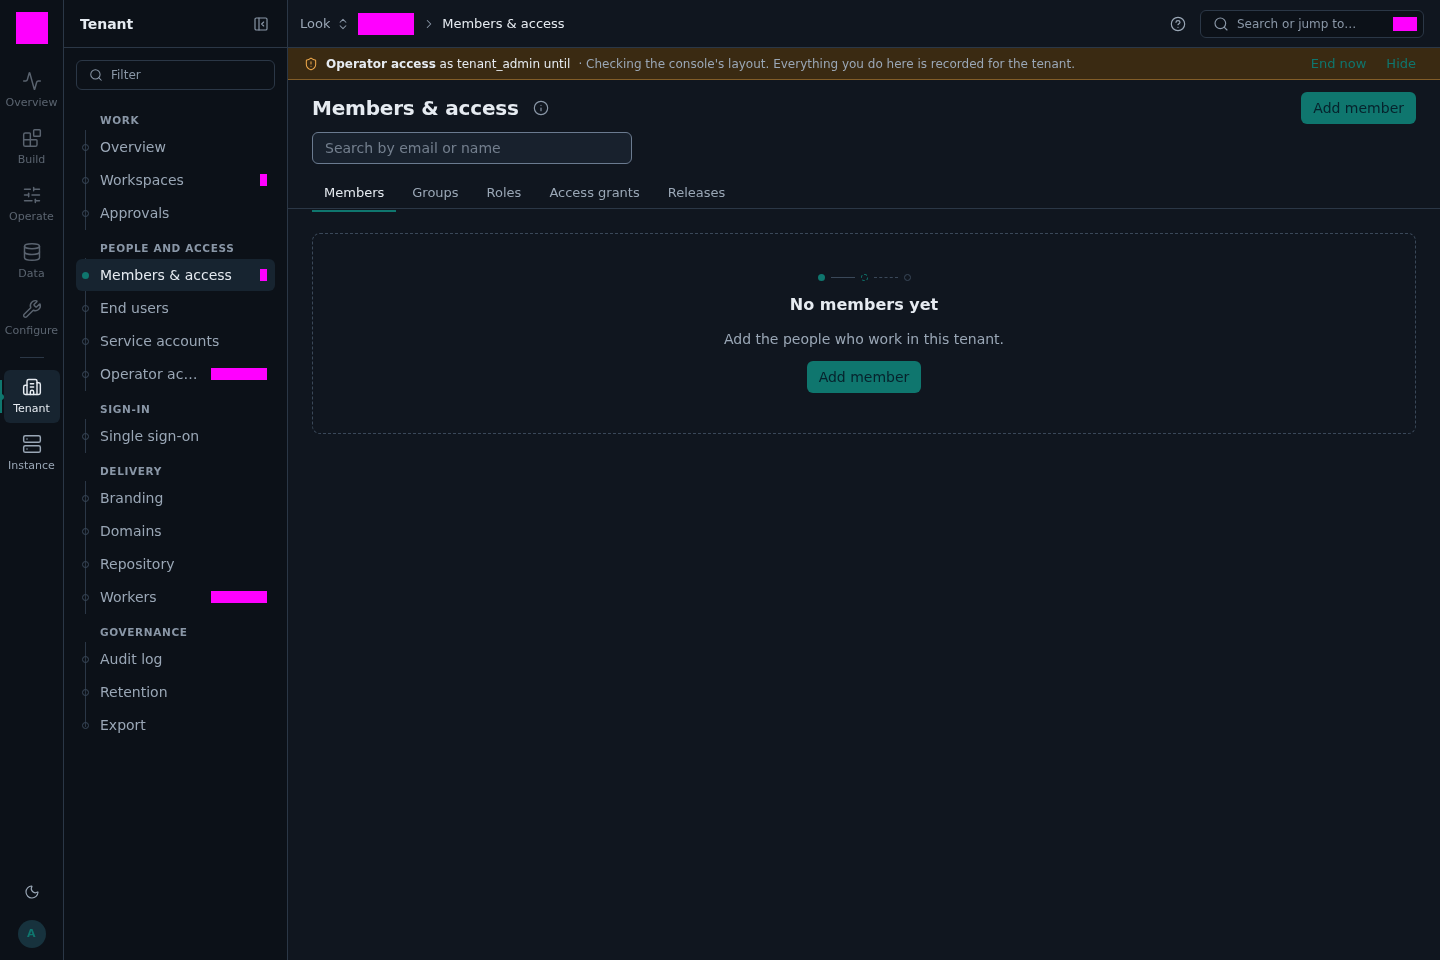 Tenant
Look
Members & access
Search or jump to…
Operator access as tenant_admin until · Checking the console's layout. Everything you do here is recorded for the tenant.
End now
Hide
Overview
Build
Operate
Data
Configure
Tenant
Instance
A
Filter
WORK
Overview
Workspaces
Approvals
PEOPLE AND ACCESS
Members & access
End users
Service accounts
Operator ac…
SIGN-IN
Single sign-on
DELIVERY
Branding
Domains
Repository
Workers
GOVERNANCE
Audit log
Retention
Export
Members & access
Add member
Search by email or name
Members
Groups
Roles
Access grants
Releases
No members yet
Add the people who work in this tenant.
Add member